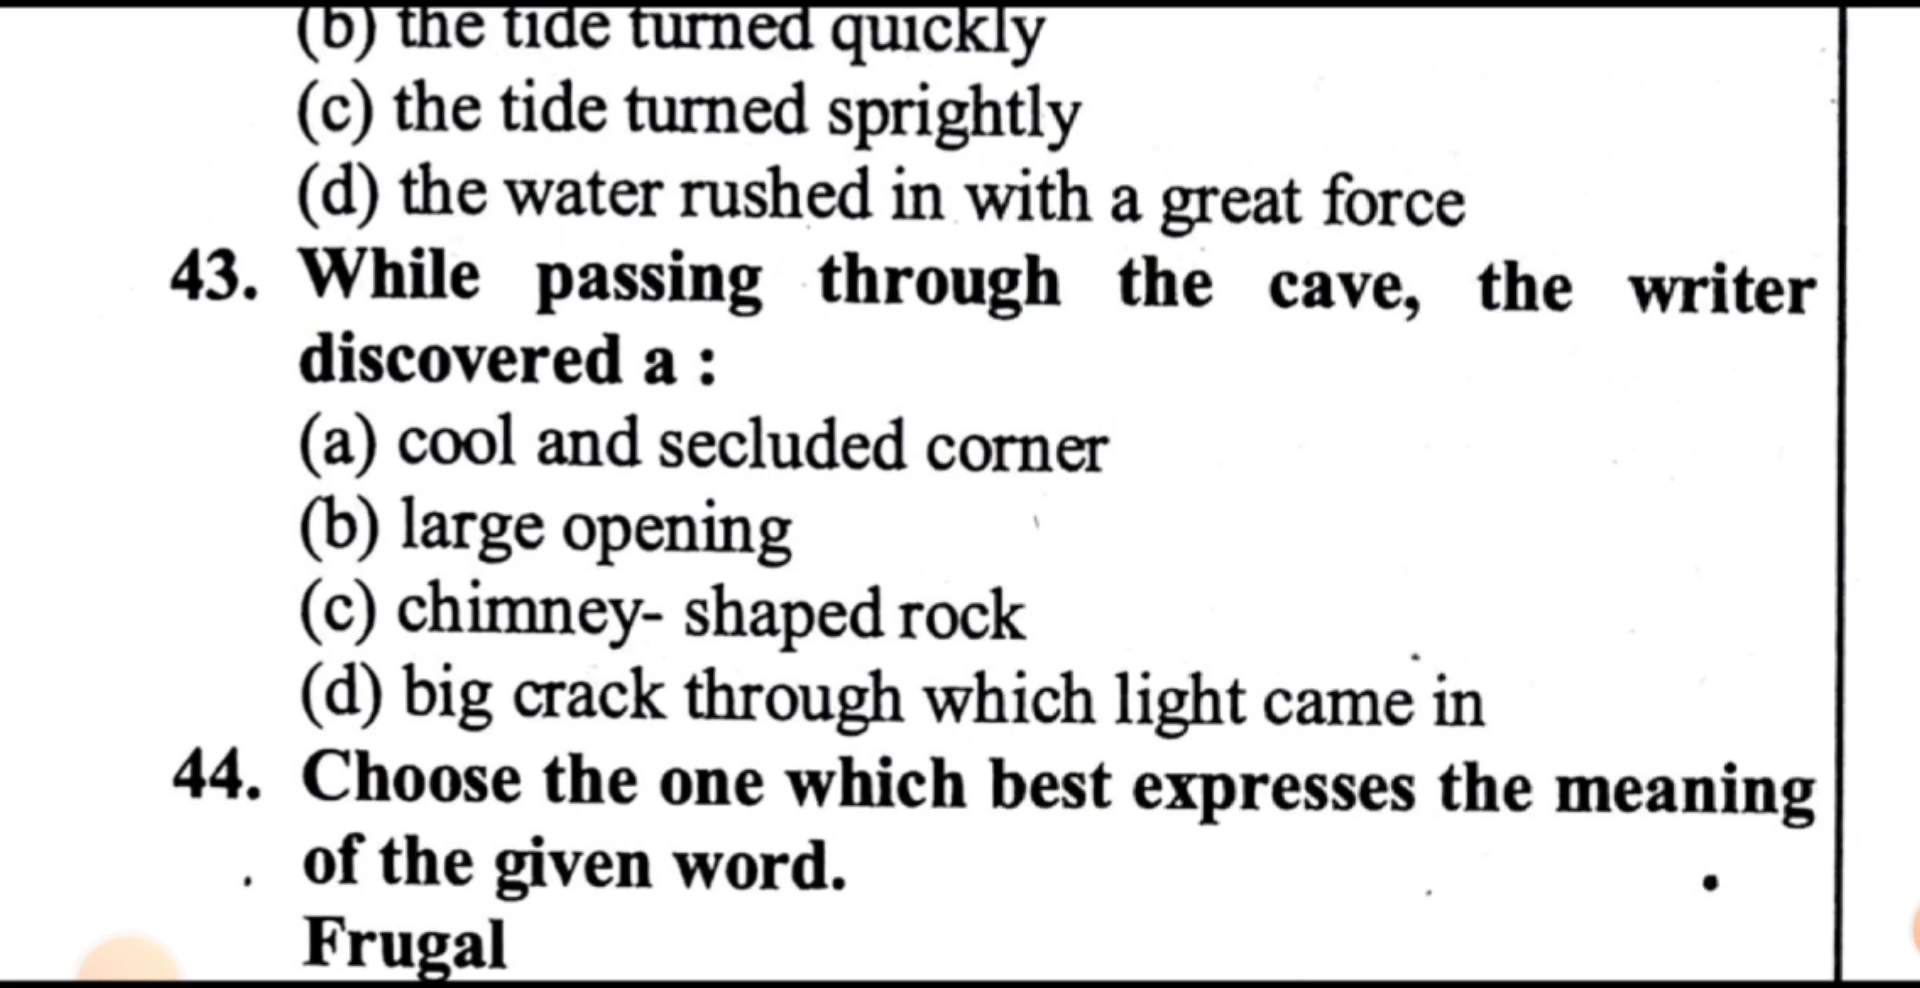 (b) the tide turned quickly
(c) the tide turned sprightly
(d) the water rushed in with a great force
43. While passing through the cave, the writer
discovered a :
(a) cool and secluded corner
(b) large opening
(c) chimney- shaped rock
(d) big crack through which light came in
44. Choose the one which best expresses the meaning
of the given word.
Frugal